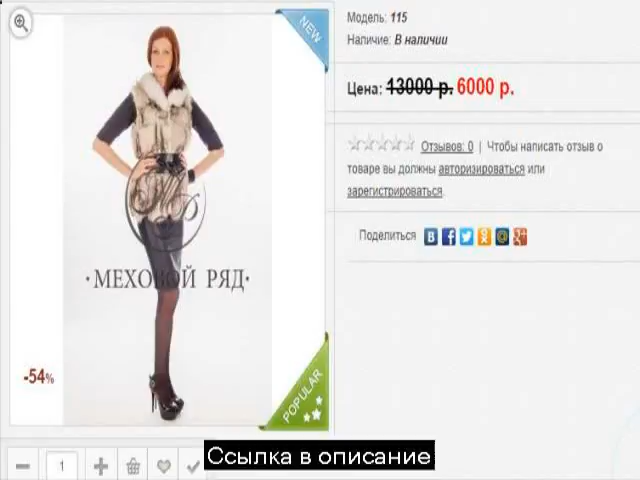 NEW
Модель: 115
Наличие: В наличии
Цена: 13000 р. 6000 р.
Отзывов: 0 | Чтобы написать отзыв о
товаре вы должны авторизироваться или
зарегистрироваться.
Поделиться
МЕХОВОЙ РЯД
-54%
POPULAR
1
Ссылка в описание